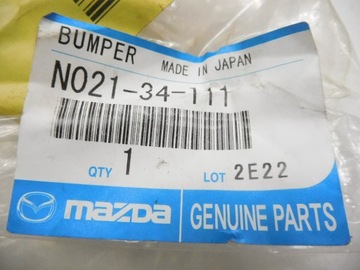 BUMPER MADE IN JAPAN
N021-34-111
QTY 1 LOT 2E22
mazda GENUINE PARTS